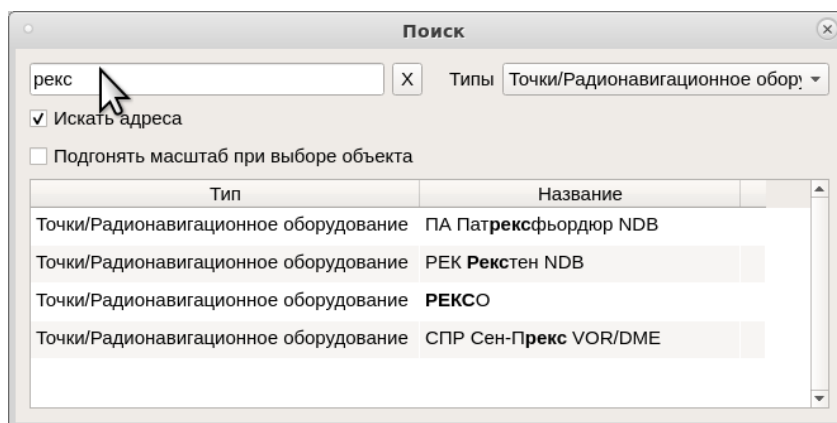 Поиск
рекс X Типы Точки/Радионавигационное обору
Искать адреса
Подгонять масштаб при выборе объекта
Тип Название
Точки/Радионавигационное оборудование ПА Патрексфьордюр NDB
Точки/Радионавигационное оборудование РЕК Рекстен NDB
Точки/Радионавигационное оборудование РЕКСО
Точки/Радионавигационное оборудование СПР Сен-Прекс VOR/DME